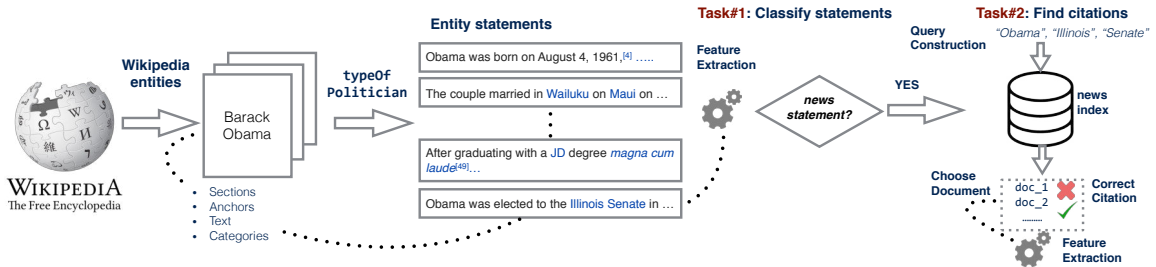 Wikipedia
entities
WIKIPEDIA
The Free Encyclopedia
Barack
Obama
• Sections
• Anchors
• Text
• Categories
typeOf
Politician
Entity statements
Obama was born on August 4, 1961,[4] .....
The couple married in Wailuku on Maui on ...
After graduating with a JD degree magna cum
laude[49]...
Obama was elected to the Illinois Senate in ...
Task#1: Classify statements
Feature
Extraction
news
statement?
YES
Task#2: Find citations
"Obama", "Illinois", "Senate"
Query
Construction
news
index
Choose
Document
doc_1
doc_2
.........
Correct
Citation
Feature
Extraction